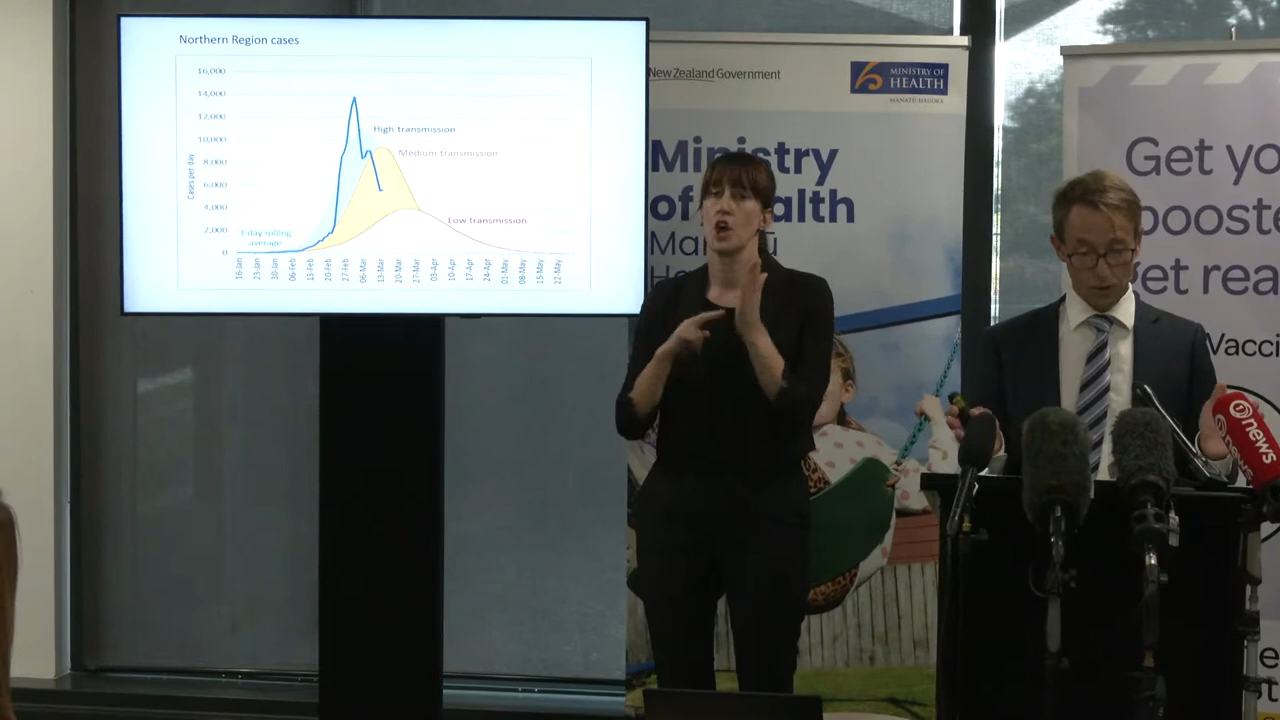 Northern Region cases
16,000
14,000
12,000
10,000
8,000
6,000
4,000
2,000
0
Cases per day
High transmission
Medium transmission
Low transmission
rolling
average
16-Jan
23-Jan
30-Jan
06-Feb
13-Feb
20-Feb
27-Feb
06-Mar
13-Mar
20-Mar
27-Mar
03-Apr
10-Apr
17-Apr
24-Apr
01-May
08-May
15-May
22-May
New Zealand Government
MINISTRY OF
HEALTH
MANATŪ HAUORA
Ministry
of Health
Get yo
boost
get rea
Vacci
1 news
news